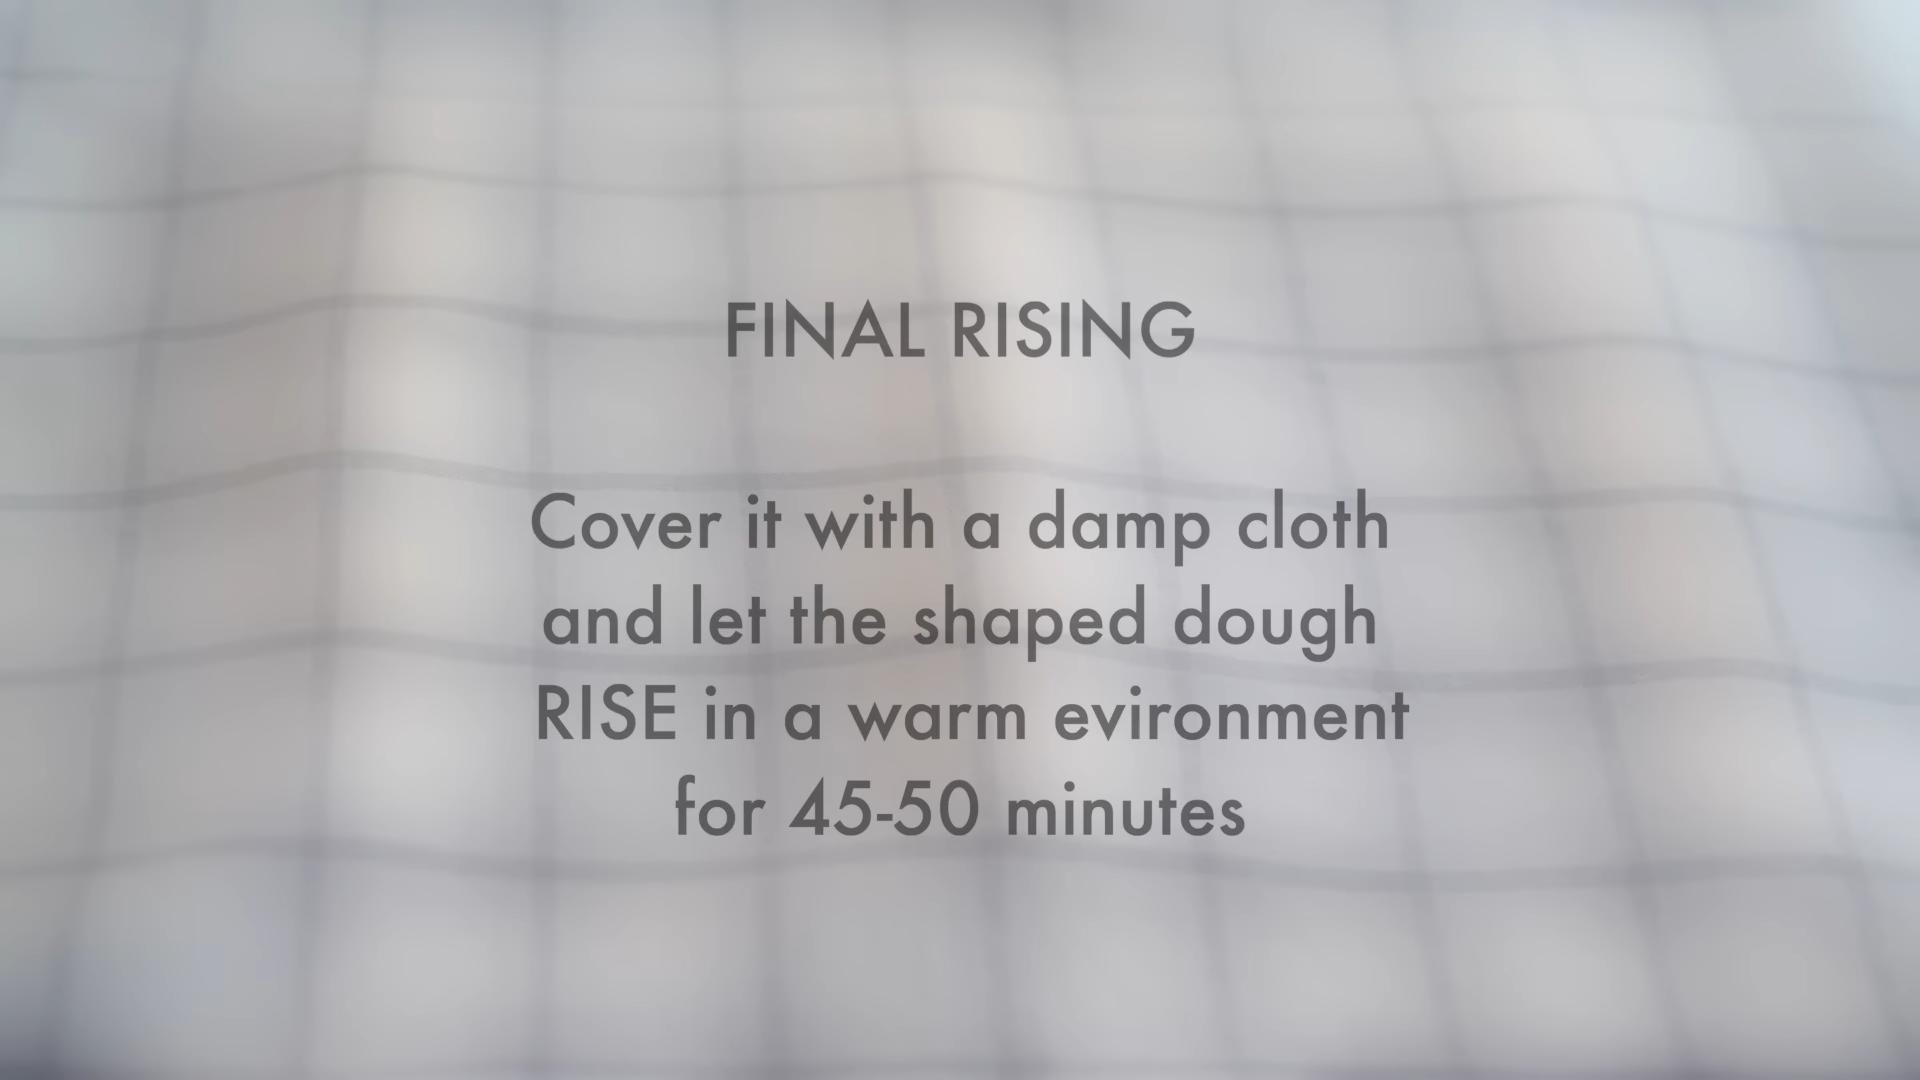 FINAL RISING
Cover it with a damp cloth
and let the shaped dough
RISE in a warm evironment
for 45-50 minutes